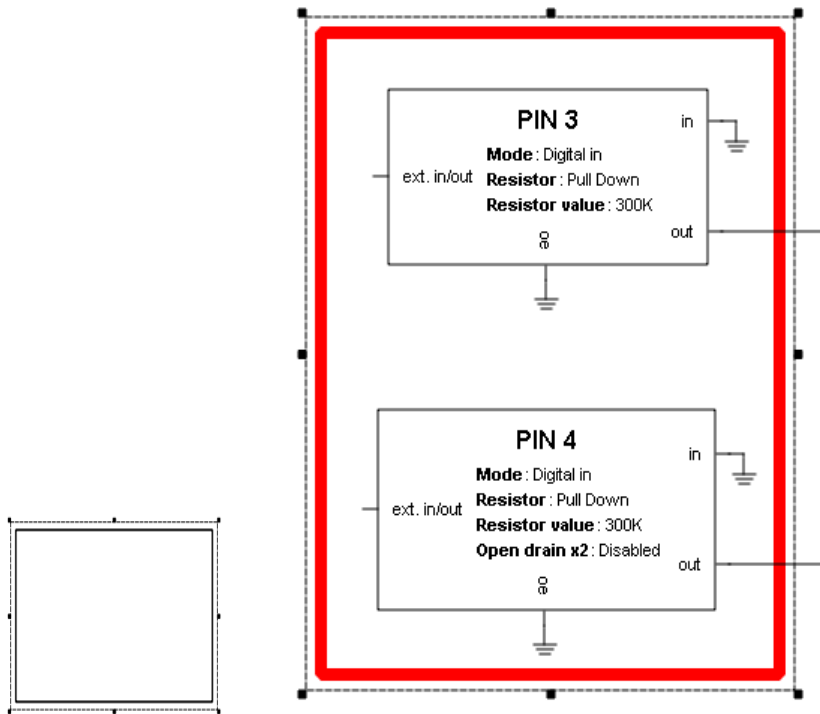 PIN 3
in
Mode : Digital in
ext. in/out
Resistor : Pull Down
Resistor value : 300K
out
oe
PIN 4
in
Mode : Digital in
Resistor : Pull Down
ext. in/out
Resistor value : 300K
Open drain x2 : Disabled
out
oe